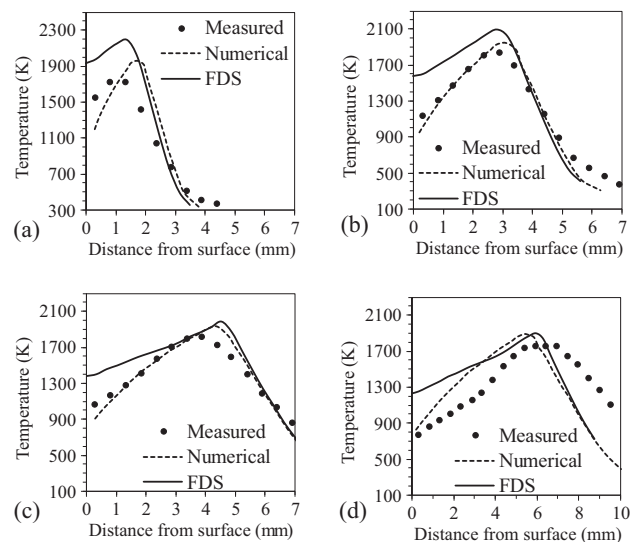 2300
1900
1500
1100
700
300
Temperature (K)
Measured
Numerical
FDS
0 1 2 3 4 5 6 7
(a)
Distance from surface (mm)
2100
1700
1300
900
500
100
Temperature (K)
Measured
Numerical
FDS
0 1 2 3 4 5 6 7
(b)
Distance from surface (mm)
2100
1700
1300
900
500
100
Temperature (K)
Measured
Numerical
FDS
0 1 2 3 4 5 6 7
(c)
Distance from surface (mm)
2100
1700
1300
900
500
100
Temperature (K)
Measured
Numerical
FDS
0 2 4 6 8 10
(d)
Distance from surface (mm)